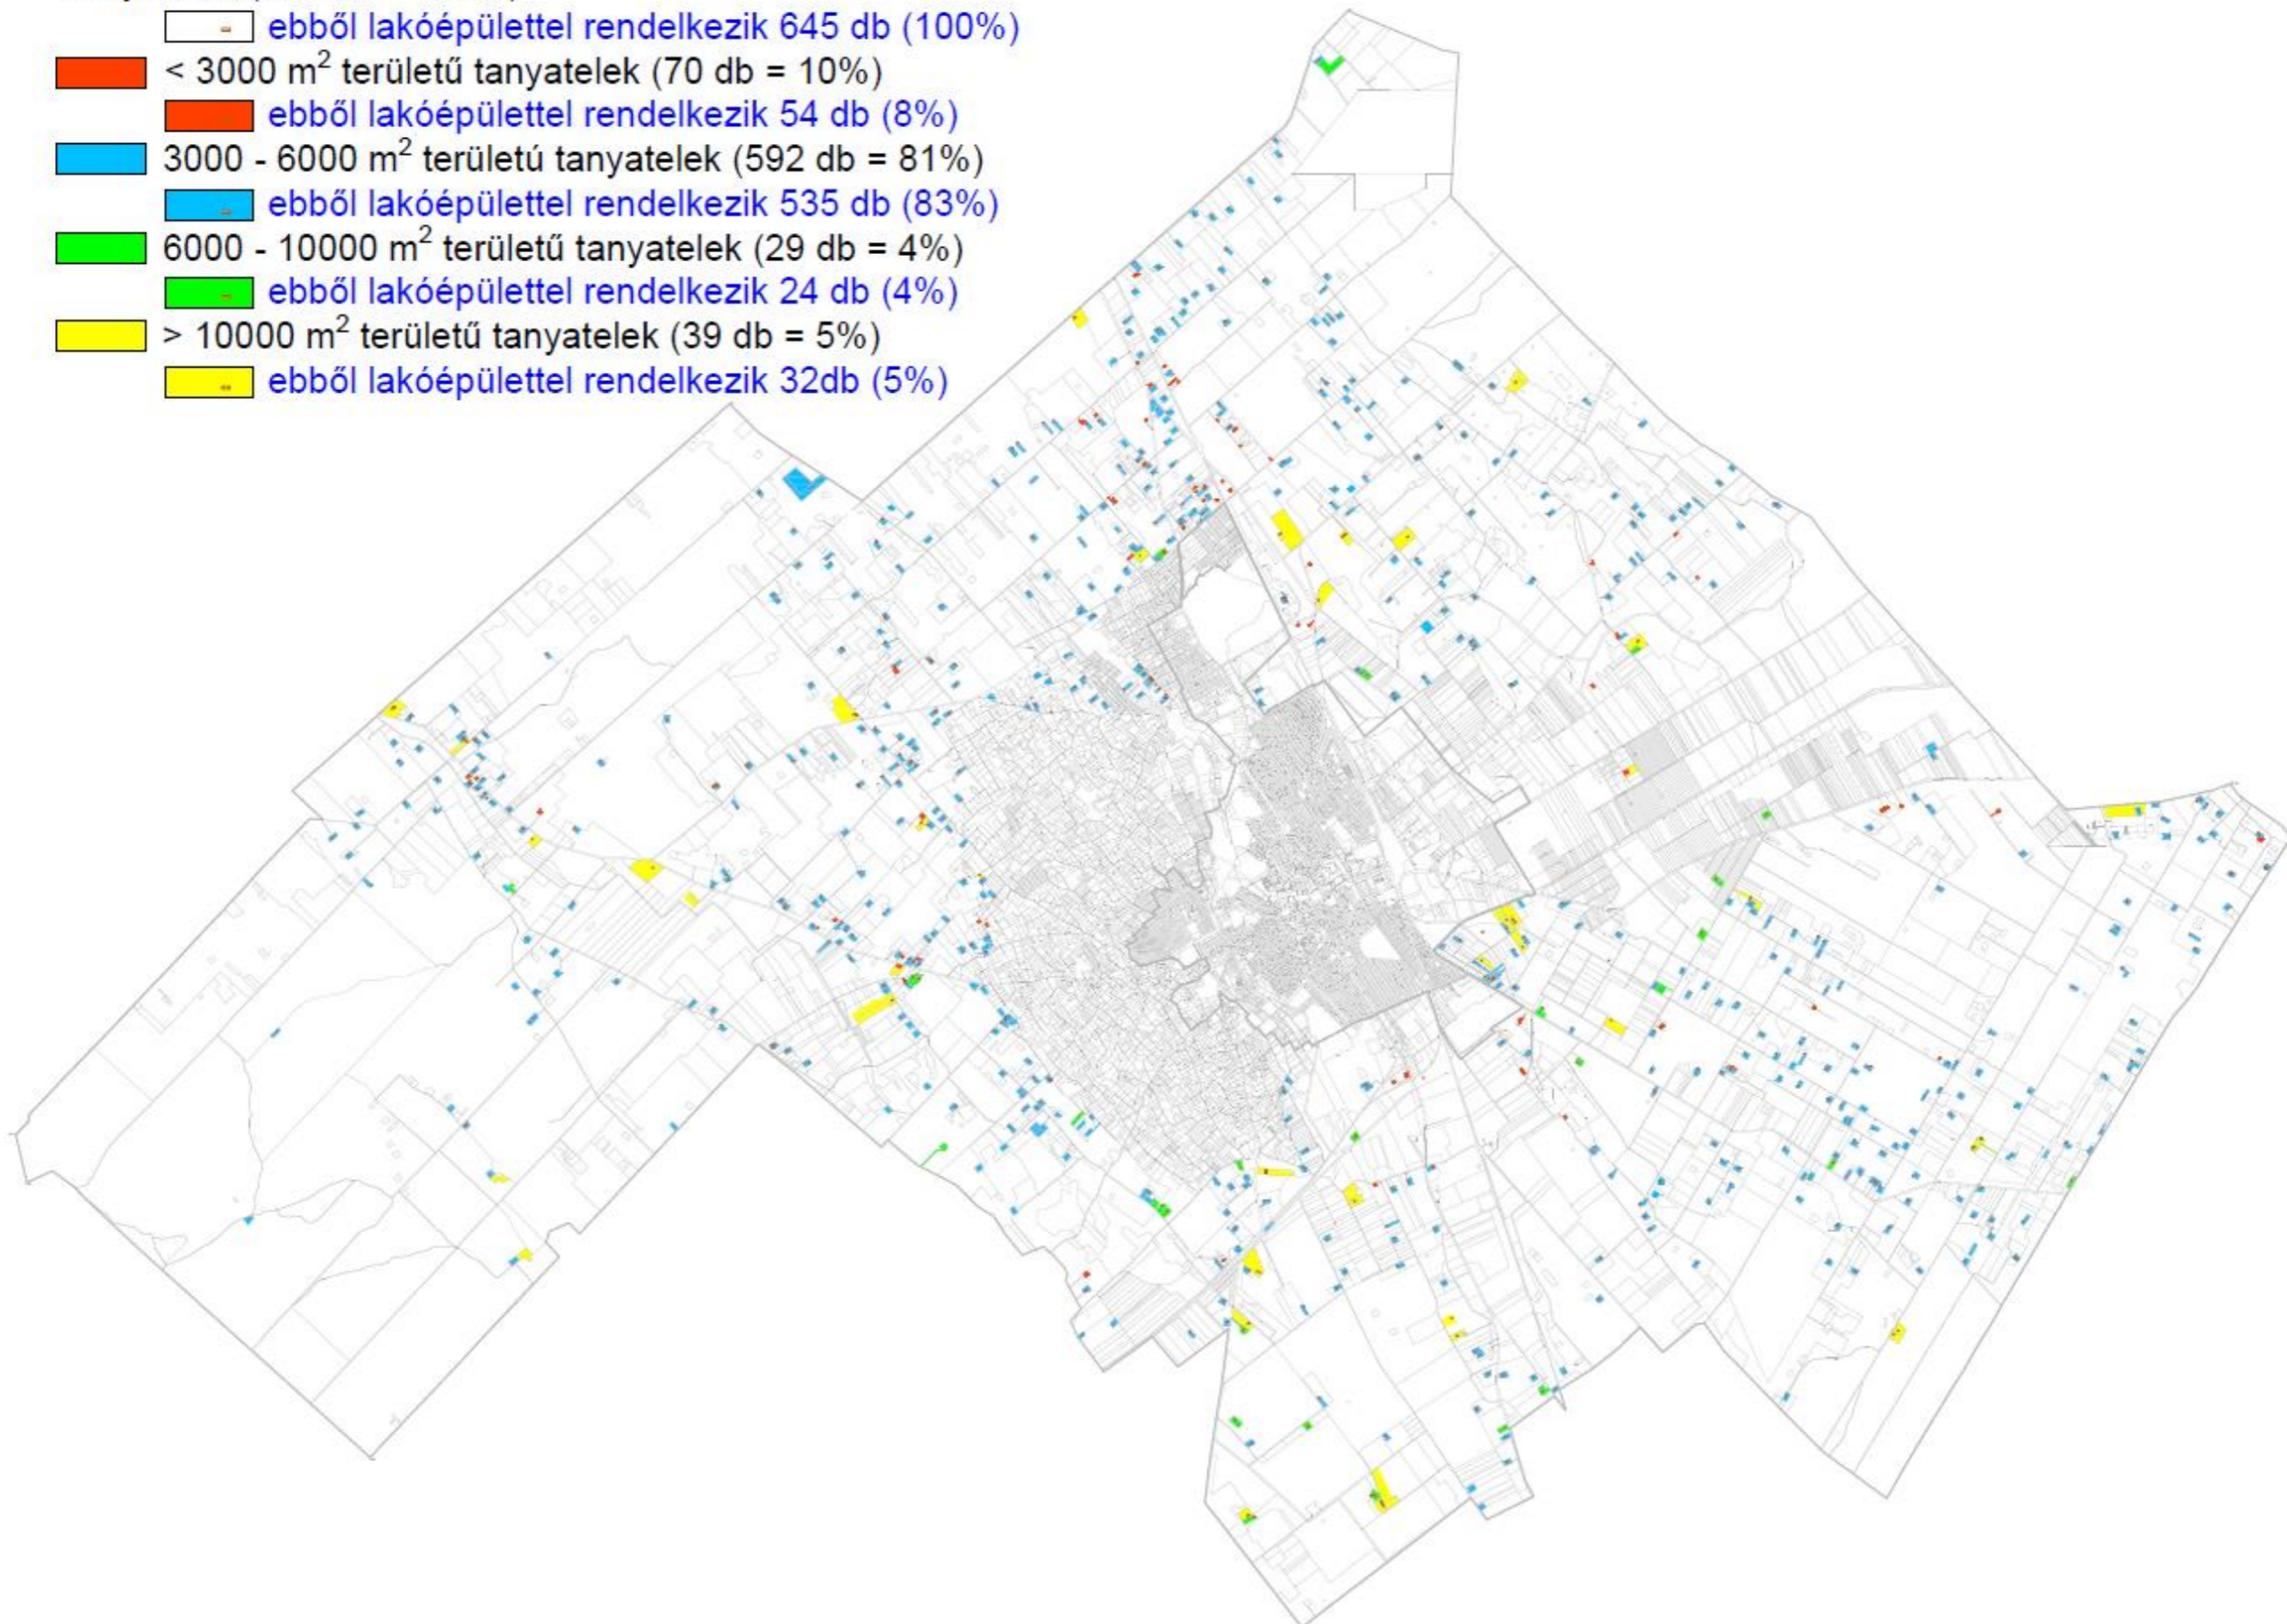 ebből lakóépülettel rendelkezik 645 db (100%)
< 3000 m² területű tanyatelek (70 db = 10%)
ebből lakóépülettel rendelkezik 54 db (8%)
3000 - 6000 m² területú tanyatelek (592 db = 81%)
ebből lakóépülettel rendelkezik 535 db (83%)
6000 - 10000 m² területű tanyatelek (29 db = 4%)
ebből lakóépülettel rendelkezik 24 db (4%)
> 10000 m² területű tanyatelek (39 db = 5%)
ebből lakóépülettel rendelkezik 32db (5%)